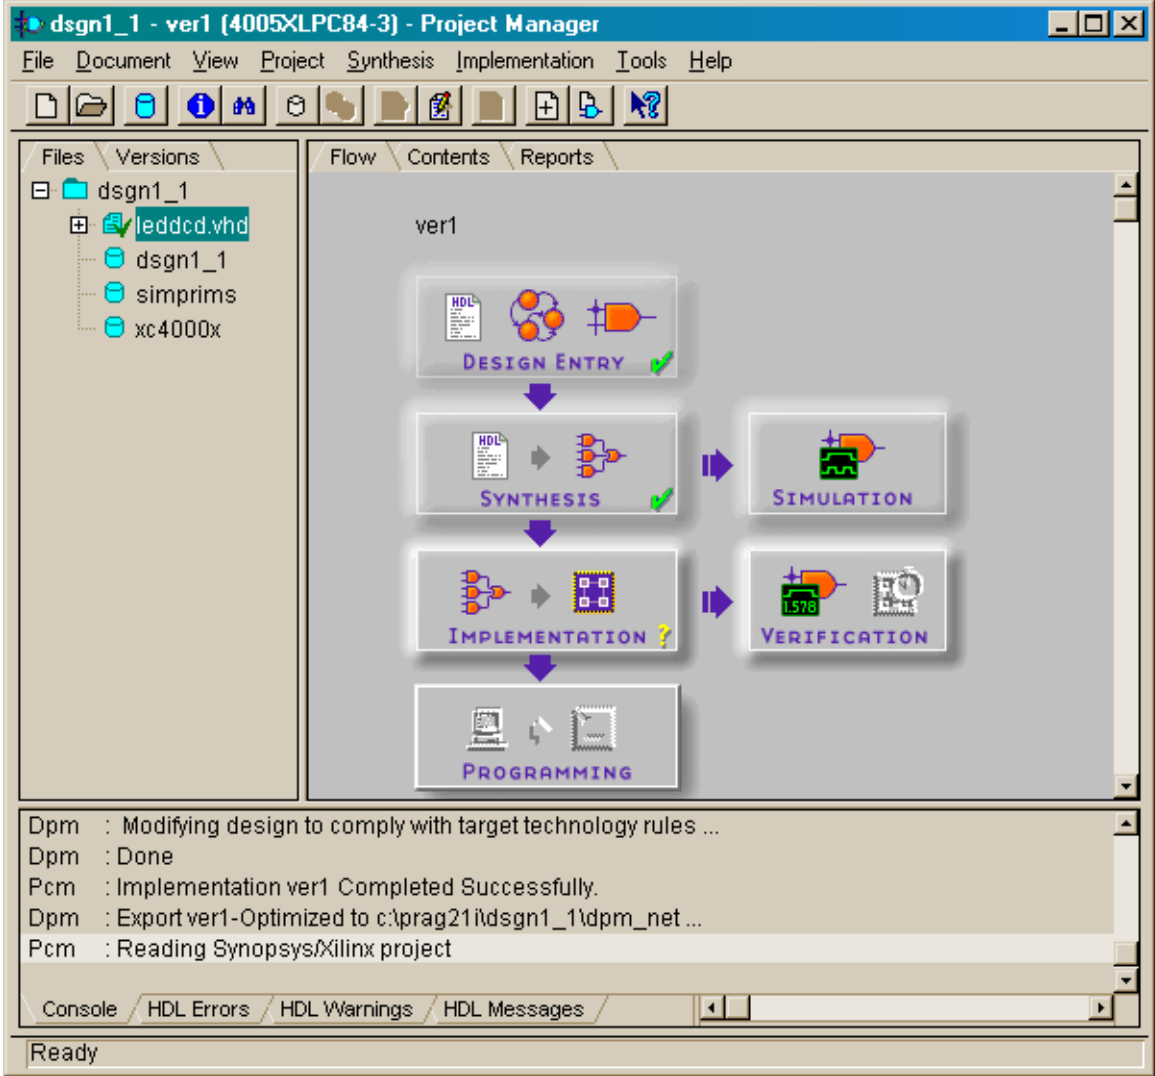 dsgn1_1 - ver1 (4005XLPC84-3) - Project Manager
File Document View Project Synthesis Implementation Tools Help
Files Versions
Flow Contents Reports
dsgn1_1
leddcd.vhd
dsgn1_1
simprims
xc4000x
ver1
HDL
DESIGN ENTRY
HDL
SYNTHESIS
SIMULATION
IMPLEMENTATION ?
1.578
VERIFICATION
PROGRAMMING
Dpm : Modifying design to comply with target technology rules ...
Dpm : Done
Pcm : Implementation ver1 Completed Successfully.
Dpm : Export ver1-Optimized to c:\prag21i\dsgn1_1\dpm_net ...
Pcm : Reading Synopsys/Xilinx project
Console HDL Errors HDL Warnings HDL Messages
Ready